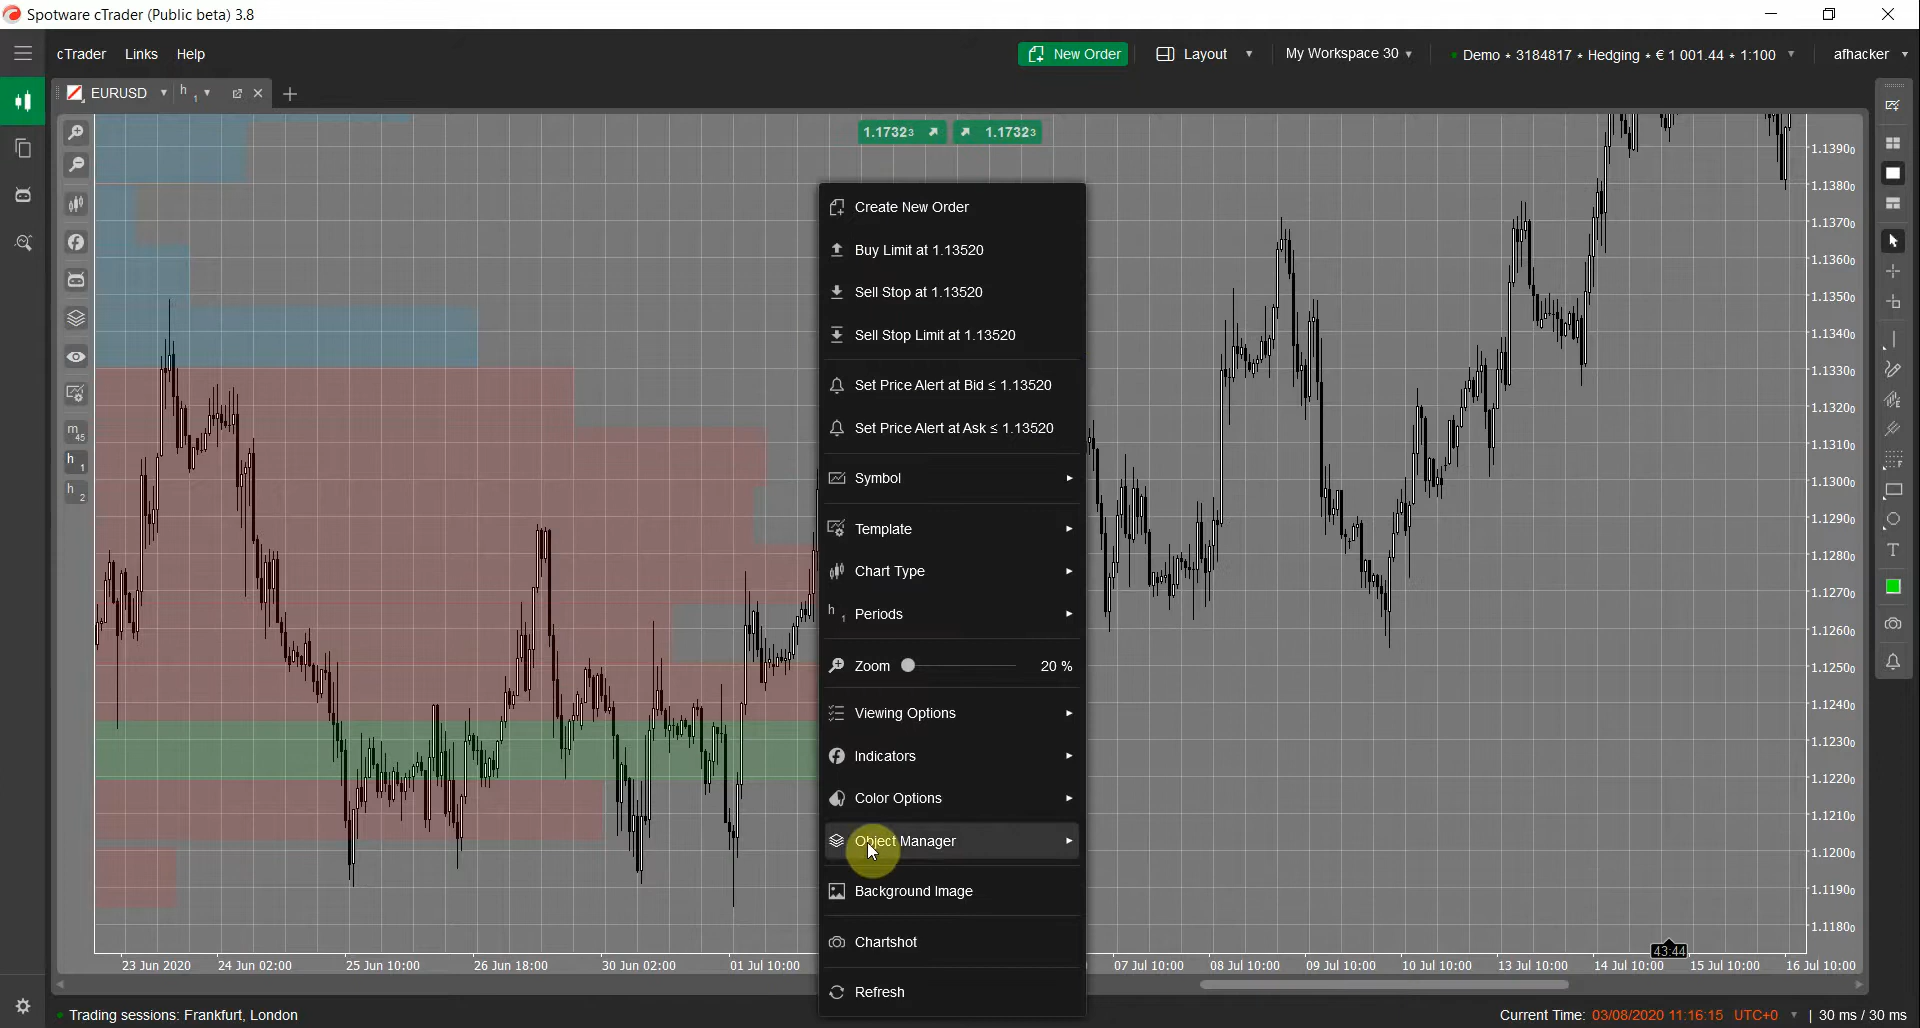 Spotware cTrader (Public beta) 3.8
cTrader Links Help
New Order Layout My Workspace 30 Demo • 3184817 • Hedging • € 1 001.44 • 1:100 afhacker
EURUSD h1
1.17323 1.17323
Create New Order
Buy Limit at 1.13520
Sell Stop at 1.13520
Sell Stop Limit at 1.13520
Set Price Alert at Bid ≤ 1.13520
Set Price Alert at Ask ≤ 1.13520
Symbol
Template
Chart Type
h1 Periods
Zoom 20 %
Viewing Options
Indicators
Color Options
Object Manager
Background Image
Chartshot
Refresh
m45
h1
h2
1.13900
1.13800
1.13700
1.13600
1.13500
1.13400
1.13300
1.13200
1.13100
1.13000
1.12900
1.12800
1.12700
1.12600
1.12500
1.12400
1.12300
1.12200
1.12100
1.12000
1.11900
1.11800
T
43:44
23 Jun 2020 24 Jun 02:00 25 Jun 10:00 26 Jun 18:00 30 Jun 02:00 01 Jul 10:00 07 Jul 10:00 08 Jul 10:00 09 Jul 10:00 10 Jul 10:00 13 Jul 10:00 14 Jul 10:00 15 Jul 10:00 16 Jul 10:00
Trading sessions: Frankfurt, London
Current Time: 03/08/2020 11:16:15 UTC+0 | 30 ms / 30 ms